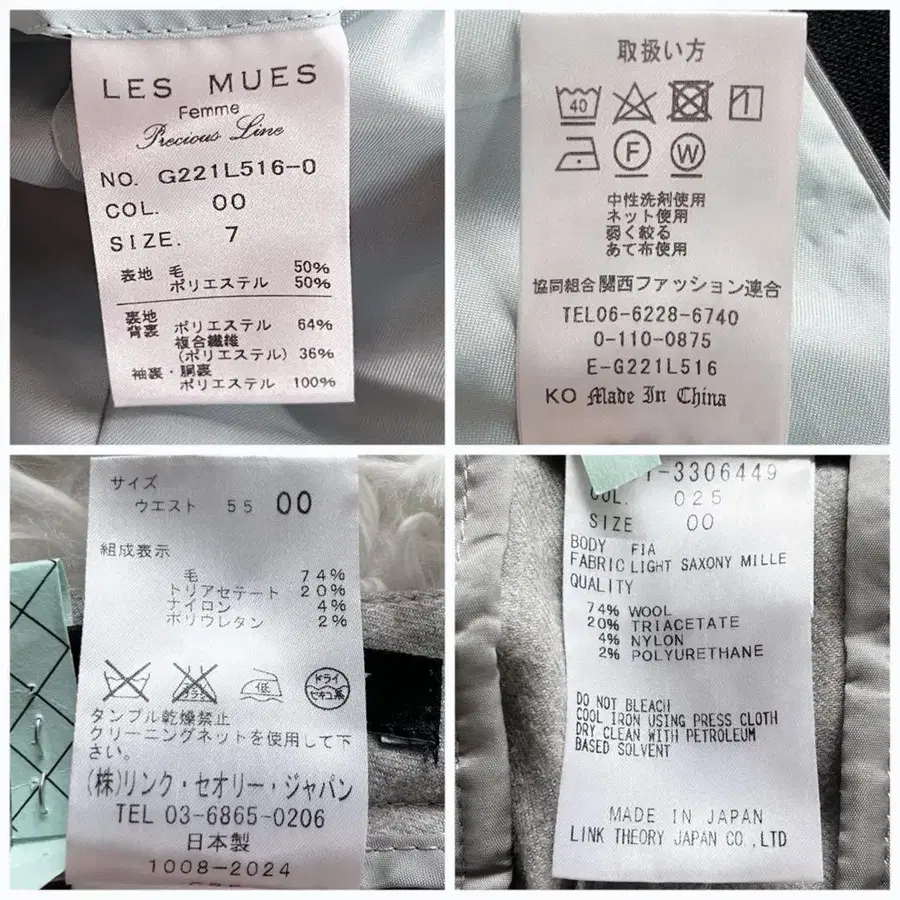 LES MUES
Femme
Precious Line
NO. G221L516-0
COL. 00
SIZE. 7
表地 毛 50%
ポリエステル 50%
裏地
背裏 ポリエステル 64%
複合繊維
(ポリエステル) 36%
袖裏・胴裏
ポリエステル 100%
取扱い方
40
F W
中性洗剤使用
ネット使用
弱く絞る
あて布使用
協同組合関西ファッション連合
TEL06-6228-6740
0-110-0875
E-G221L516
KO Made In China
サイズ
ウエスト 55 00
組成表示
毛 74%
トリアセテート 20%
ナイロン 4%
ポリウレタン 2%
低 ドライ セキユ系
タンブル乾燥禁止
クリーニングネットを使用して下
さい。
(株)リンク・セオリー・ジャパン
TEL 03-6865-0206
日本製
1008-2024
-3306449
COL. 025
SIZE 00
BODY FIA
FABRIC LIGHT SAXONY MILLE
QUALITY
74% WOOL
20% TRIACETATE
4% NYLON
2% POLYURETHANE
DO NOT BLEACH
COOL IRON USING PRESS CLOTH
DRY CLEAN WITH PETROLEUM
BASED SOLVENT
MADE IN JAPAN
LINK THEORY JAPAN CO.,LTD